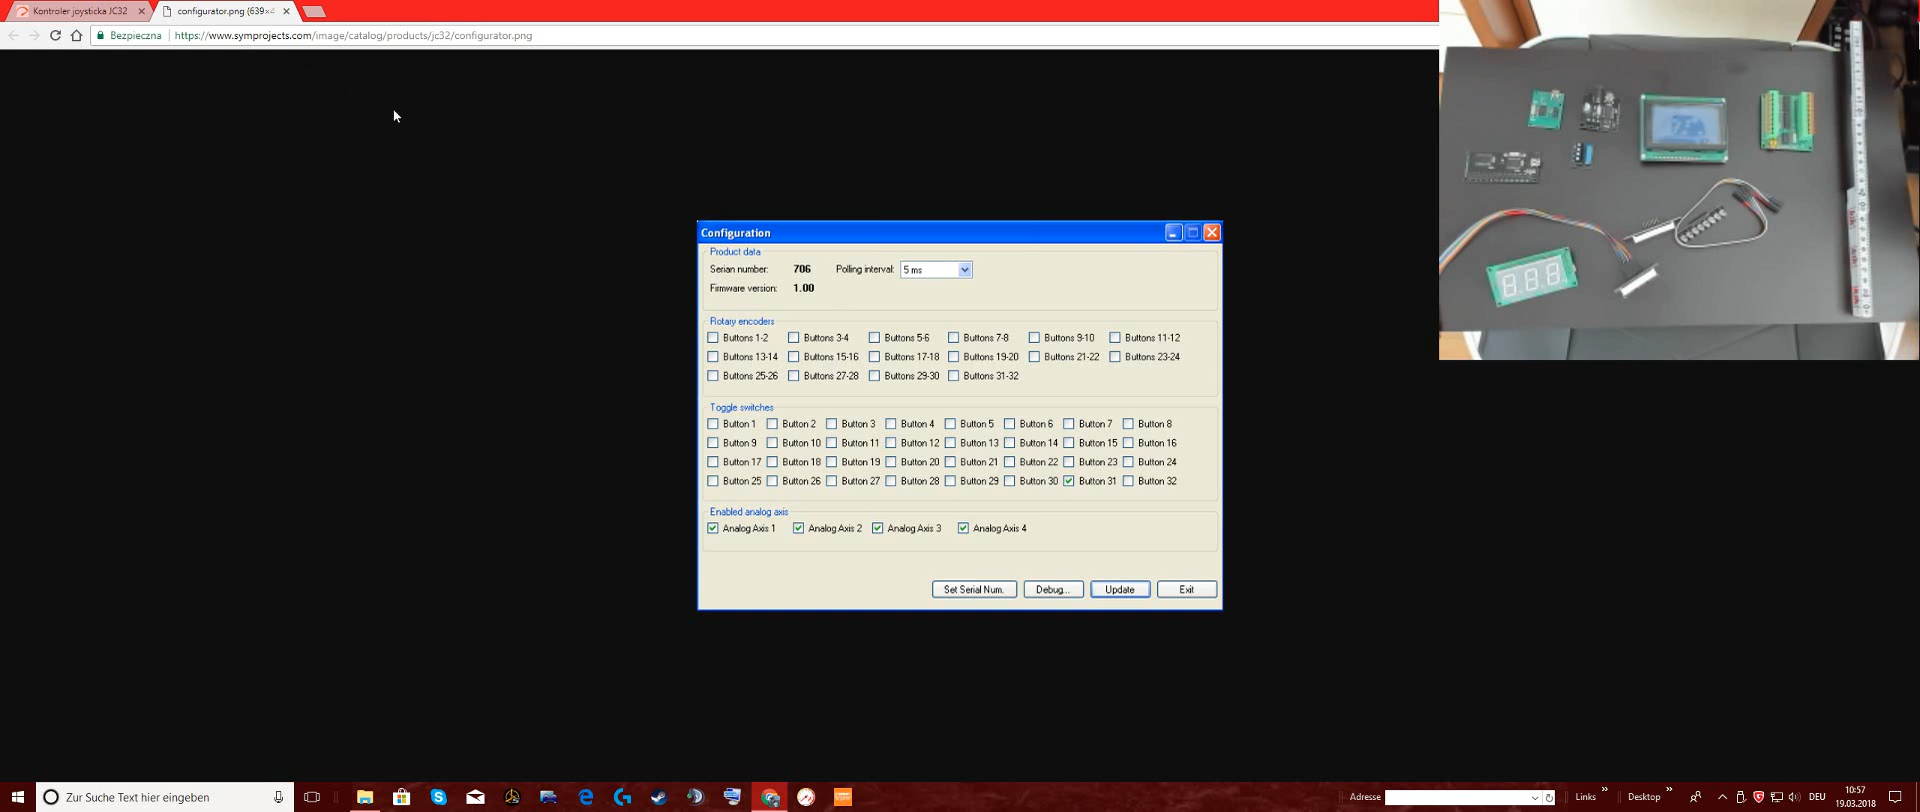 Kontroler joysticka JC32
configurator.png (639×4
Bezpieczna
https://www.symprojects.com/image/catalog/products/jc32/configurator.png
Configuration
Product data
Serian number: 706 Polling interval: 5 ms
Firmware version: 1.00
Rotary encoders
Buttons 1-2 Buttons 3-4 Buttons 5-6 Buttons 7-8 Buttons 9-10 Buttons 11-12
Buttons 13-14 Buttons 15-16 Buttons 17-18 Buttons 19-20 Buttons 21-22 Buttons 23-24
Buttons 25-26 Buttons 27-28 Buttons 29-30 Buttons 31-32
Toggle switches
Button 1 Button 2 Button 3 Button 4 Button 5 Button 6 Button 7 Button 8
Button 9 Button 10 Button 11 Button 12 Button 13 Button 14 Button 15 Button 16
Button 17 Button 18 Button 19 Button 20 Button 21 Button 22 Button 23 Button 24
Button 25 Button 26 Button 27 Button 28 Button 29 Button 30 Button 31 Button 32
Enabled analog axis
Analog Axis 1 Analog Axis 2 Analog Axis 3 Analog Axis 4
Set Serial Num. Debug... Update Exit
Zur Suche Text hier eingeben
Adresse
Links
Desktop
DEU
10:57
19.03.2018